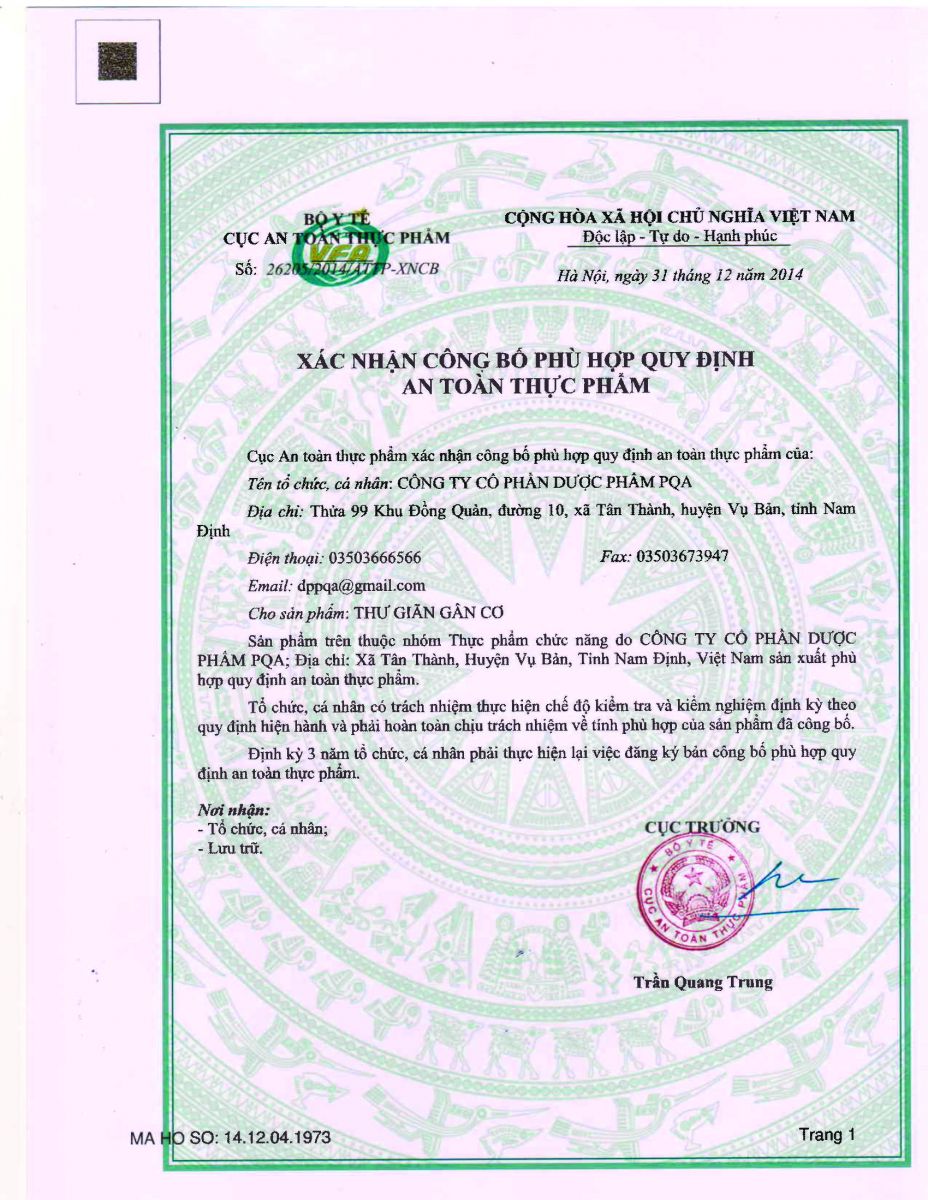 BỘ Y TẾ
CỤC AN TOÀN THỰC PHẨM
VFA
Số: 26205/2014/ATTP-XNCB
CỘNG HÒA XÃ HỘI CHỦ NGHĨA VIỆT NAM
Độc lập - Tự do - Hạnh phúc
Hà Nội, ngày 31 tháng 12 năm 2014
XÁC NHẬN CÔNG BỐ PHÙ HỢP QUY ĐỊNH
AN TOÀN THỰC PHẨM
Cục An toàn thực phẩm xác nhận công bố phù hợp quy định an toàn thực phẩm của:
Tên tổ chức, cá nhân: CÔNG TY CỔ PHẦN DƯỢC PHẨM PQA
Địa chỉ: Thửa 99 Khu Đồng Quản, đường 10, xã Tân Thành, huyện Vụ Bản, tỉnh Nam
Định
Điện thoại: 03503666566 Fax: 03503673947
Email: dppqa@gmail.com
Cho sản phẩm: THƯ GIÃN GÂN CƠ
Sản phẩm trên thuộc nhóm Thực phẩm chức năng do CÔNG TY CỔ PHẦN DƯỢC
PHẨM PQA; Địa chỉ: Xã Tân Thành, Huyện Vụ Bản, Tỉnh Nam Định, Việt Nam sản xuất phù
hợp quy định an toàn thực phẩm.
Tổ chức, cá nhân có trách nhiệm thực hiện chế độ kiểm tra và kiểm nghiệm định kỳ theo
quy định hiện hành và phải hoàn toàn chịu trách nhiệm về tính phù hợp của sản phẩm đã công bố.
Định kỳ 3 năm tổ chức, cá nhân phải thực hiện lại việc đăng ký bản công bố phù hợp quy
định an toàn thực phẩm.
Nơi nhận:
- Tổ chức, cá nhân;
- Lưu trữ.
CỤC TRƯỞNG
BỘ Y TẾ
CỤC AN TOÀN THỰC PHẨM
Trần Quang Trung
MA HO SO: 14.12.04.1973
Trang 1